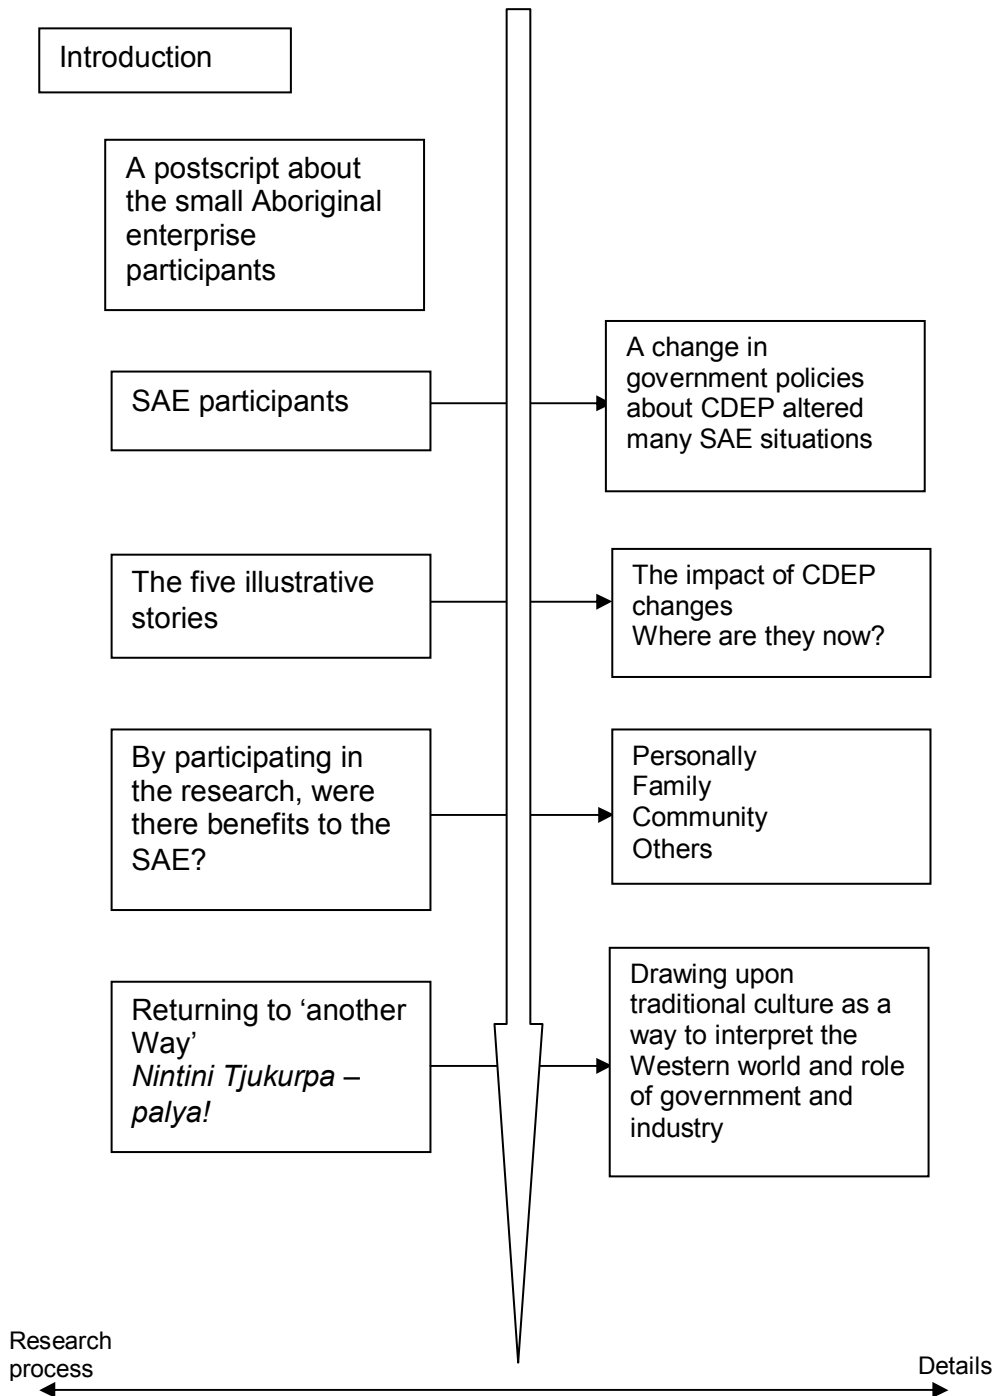 Introduction
A postscript about
the small Aboriginal
enterprise
participants
SAE participants
A change in
government policies
about CDEP altered
many SAE situations
The five illustrative
stories
The impact of CDEP
changes
Where are they now?
By participating in
the research, were
there benefits to the
SAE?
Personally
Family
Community
Others
Returning to ‘another
Way’
Nintini Tjukurpa –
palya!
Drawing upon
traditional culture as a
way to interpret the
Western world and role
of government and
industry
Research
process
Details